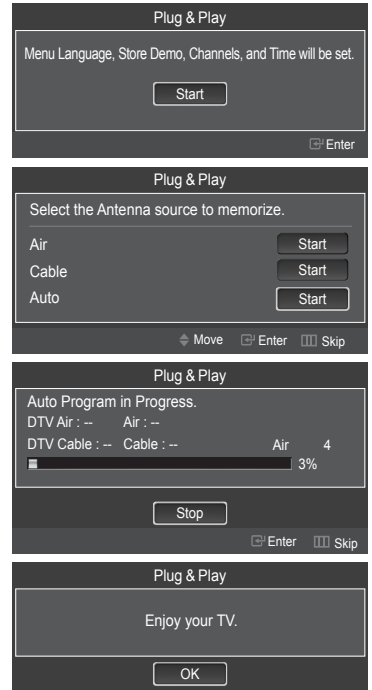 Plug & Play
Menu Language, Store Demo, Channels, and Time will be set.
Start
Enter
Plug & Play
Select the Antenna source to memorize.
Air Start
Cable Start
Auto Start
Move Enter Skip
Plug & Play
Auto Program in Progress.
DTV Air : -- Air : --
DTV Cable : -- Cable : -- Air 4
3%
Stop
Enter Skip
Plug & Play
Enjoy your TV.
OK